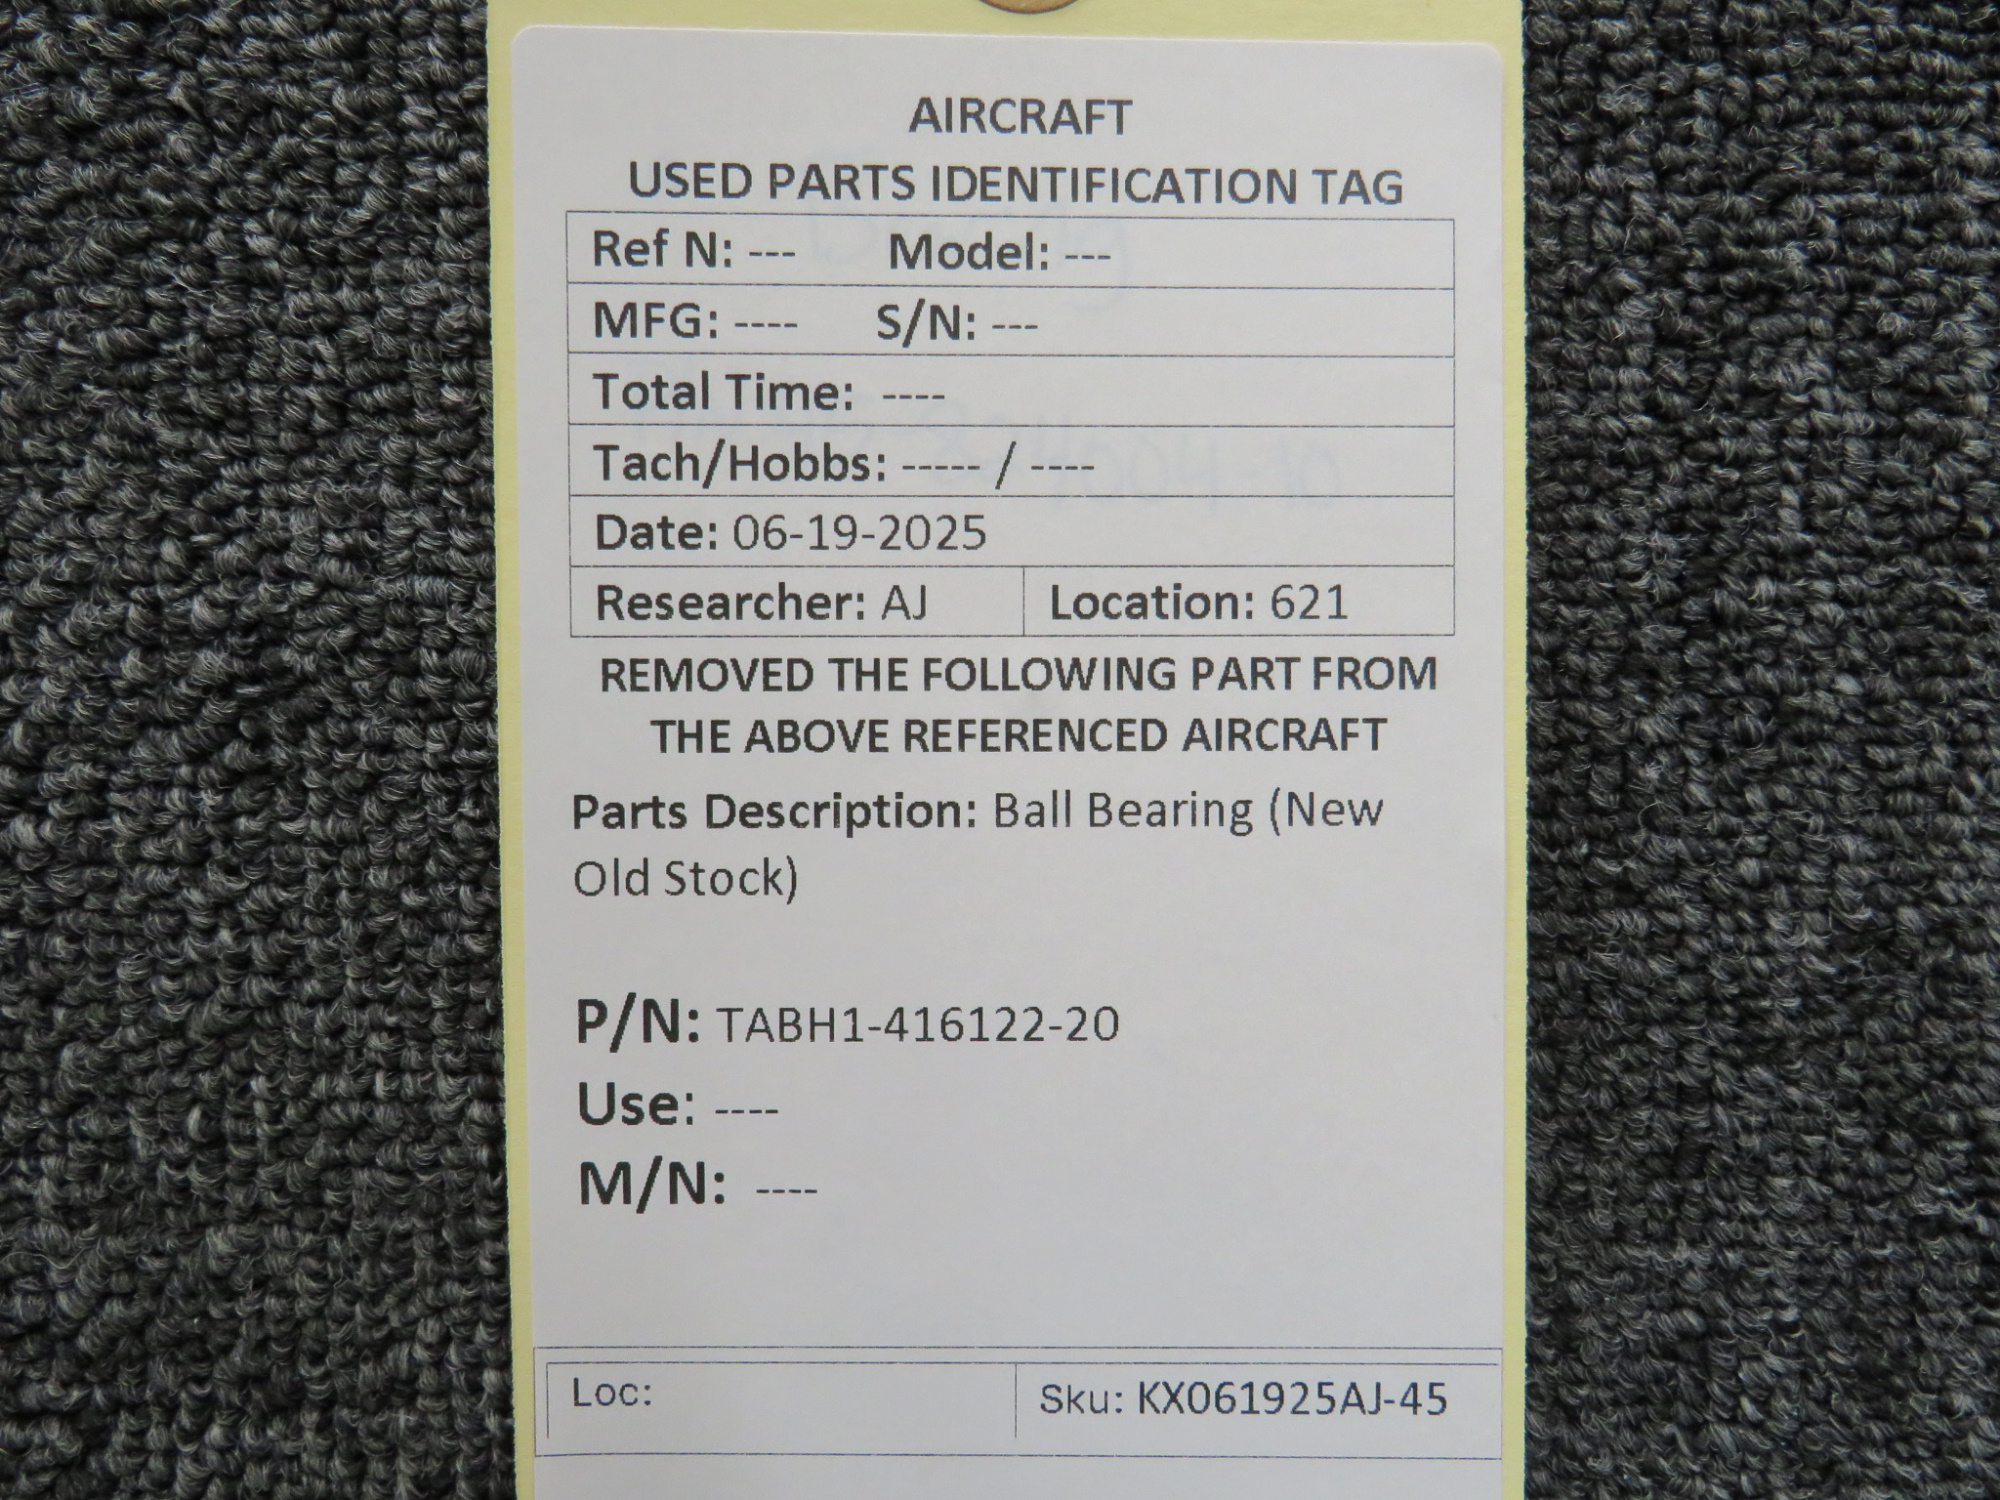 AIRCRAFT
USED PARTS IDENTIFICATION TAG
Ref N: --- Model: ---
MFG: ---- S/N: ---
Total Time: ----
Tach/Hobbs: ----- / ----
Date: 06-19-2025
Researcher: AJ Location: 621
REMOVED THE FOLLOWING PART FROM
THE ABOVE REFERENCED AIRCRAFT
Parts Description: Ball Bearing (New
Old Stock)
P/N: TABH1-416122-20
Use: ----
M/N: ----
Loc: Sku: KX061925AJ-45